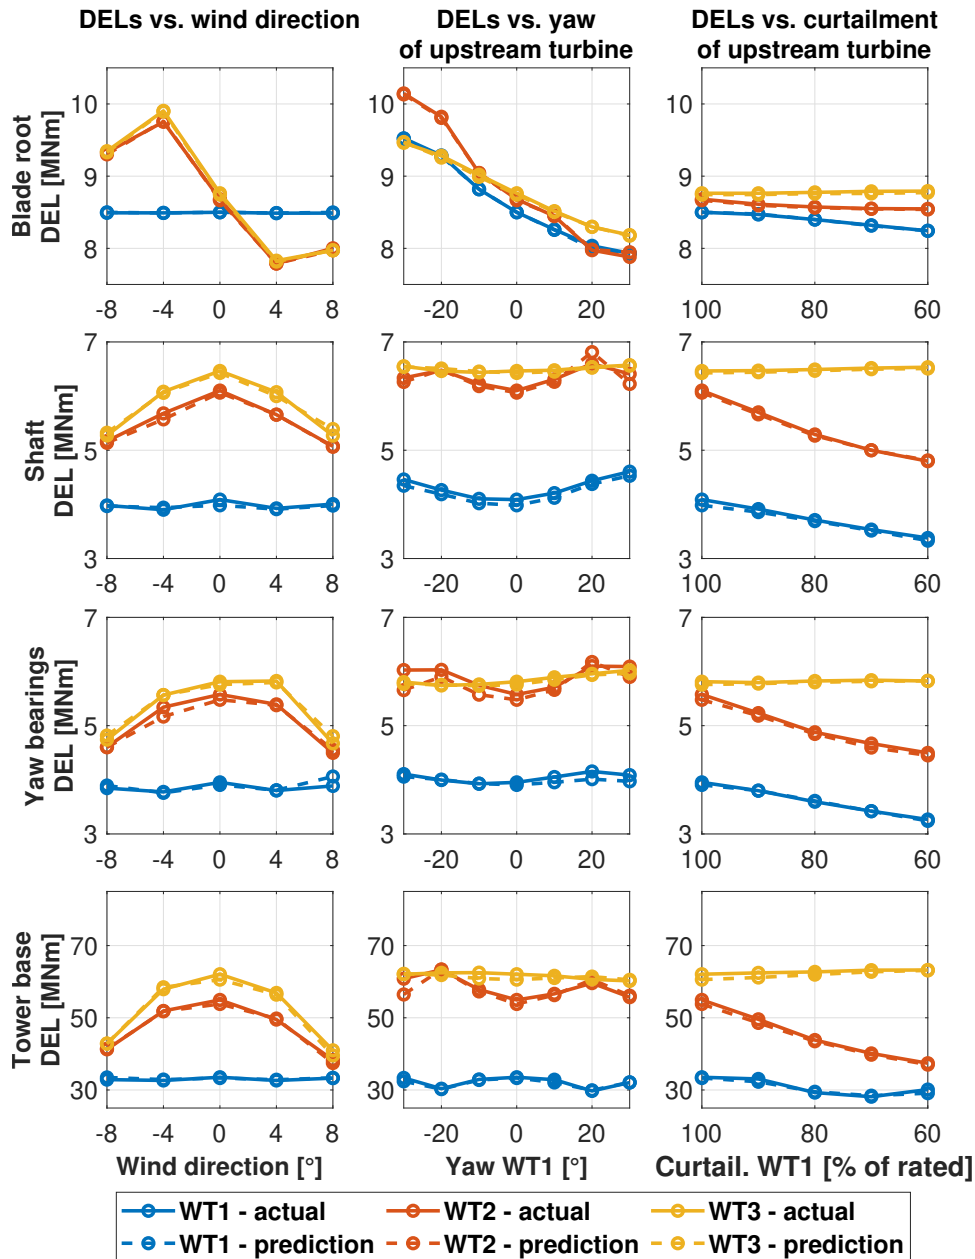 DELs vs. wind direction
DELs vs. yaw
of upstream turbine
DELs vs. curtailment
of upstream turbine
Blade root
DEL [MNm]
10
9
8
-8 -4 0 4 8
10
9
8
-20 0 20
10
9
8
100 80 60
Shaft
DEL [MNm]
7
5
3
-8 -4 0 4 8
7
5
3
-20 0 20
7
5
3
100 80 60
Yaw bearings
DEL [MNm]
7
5
3
-8 -4 0 4 8
7
5
3
-20 0 20
7
5
3
100 80 60
Tower base
DEL [MNm]
70
50
30
-8 -4 0 4 8
70
50
30
-20 0 20
70
50
30
100 80 60
Wind direction [°]
Yaw WT1 [°]
Curtail. WT1 [% of rated]
WT1 - actual
WT2 - actual
WT3 - actual
WT1 - prediction
WT2 - prediction
WT3 - prediction